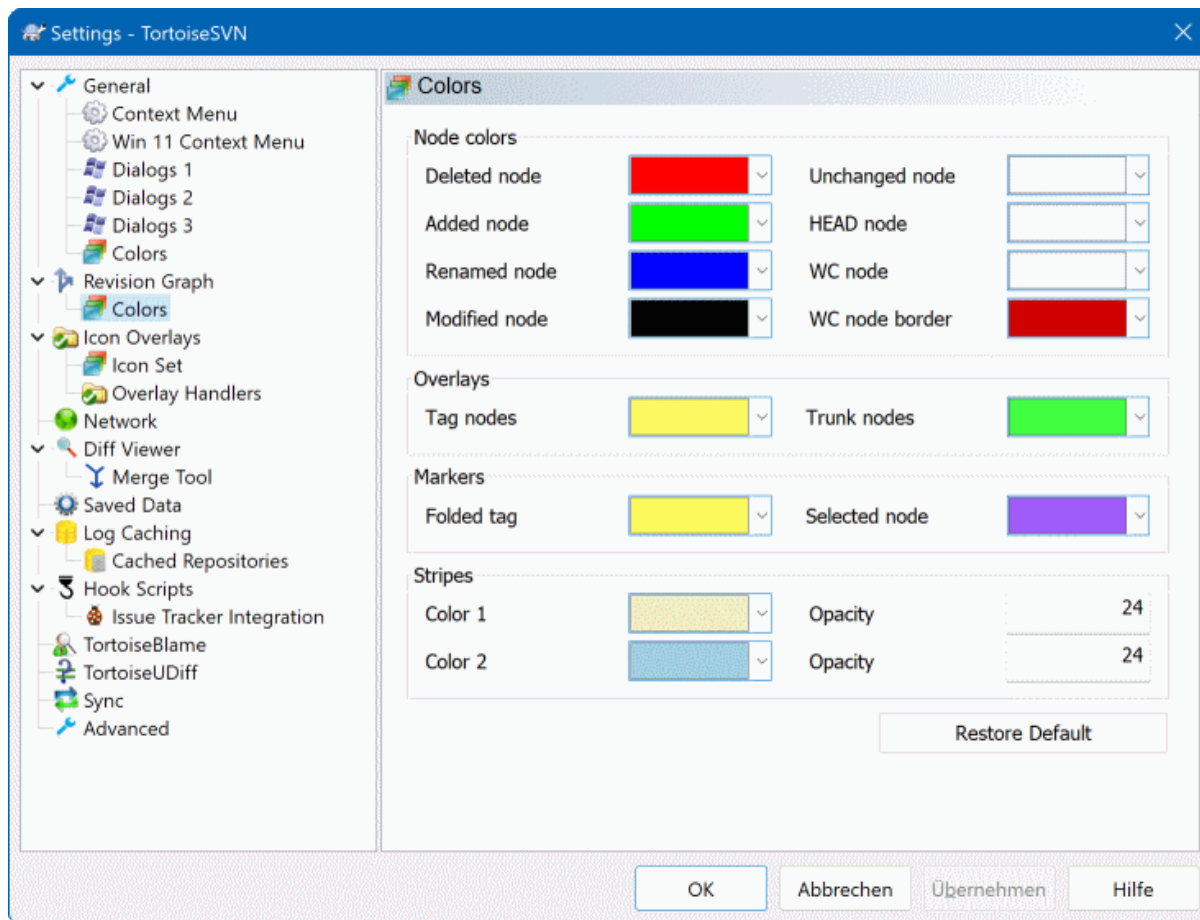 Settings - TortoiseSVN
General
Context Menu
Win 11 Context Menu
Dialogs 1
Dialogs 2
Dialogs 3
Colors
Revision Graph
Colors
Icon Overlays
Icon Set
Overlay Handlers
Network
Diff Viewer
Merge Tool
Saved Data
Log Caching
Cached Repositories
Hook Scripts
Issue Tracker Integration
TortoiseBlame
TortoiseUDiff
Sync
Advanced
Colors
Node colors
Deleted node Unchanged node
Added node HEAD node
Renamed node WC node
Modified node WC node border
Overlays
Tag nodes Trunk nodes
Markers
Folded tag Selected node
Stripes
Color 1 Opacity 24
Color 2 Opacity 24
Restore Default
OK Abbrechen Übernehmen Hilfe